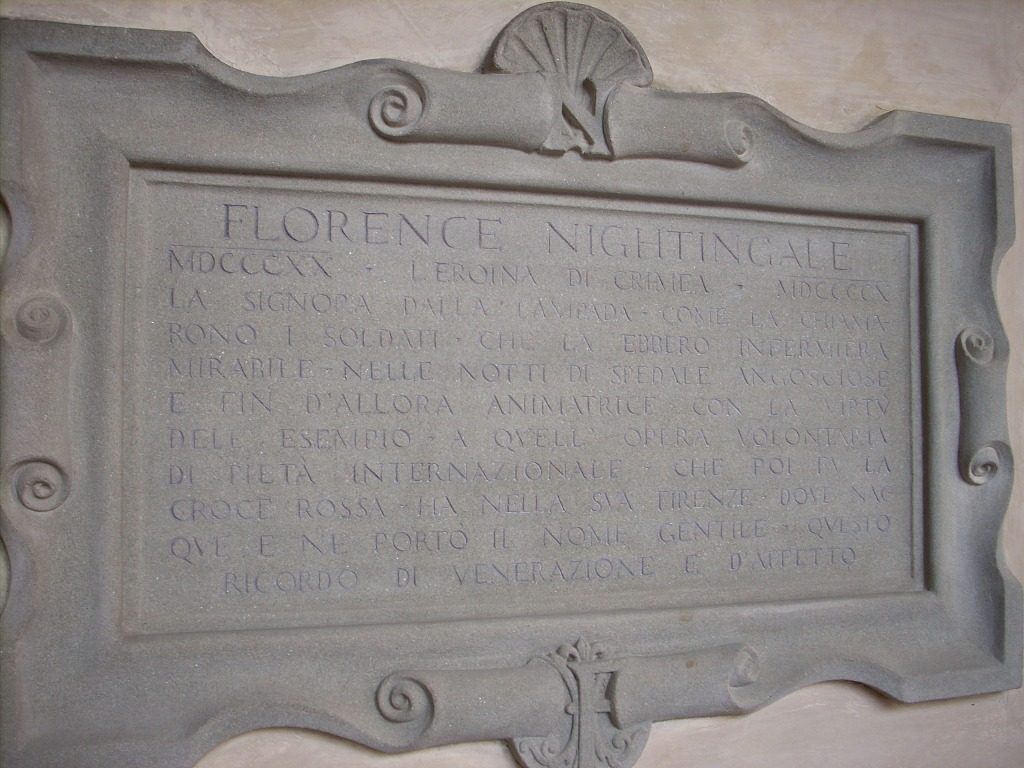 FLORENCE NIGHTINGALE
MDCCCXX · L'EROINA DI CRIMEA · MDCCCCX
LA SIGNORA DALLA LAMPADA · COME LA CHIAMA
RONO I SOLDATI · CHE LA EBBERO INFERMIERA
MIRABILE · NELLE NOTTI DI SPEDALE ANGOSCIOSE
E FIN D'ALLORA ANIMATRICE · CON LA VIRTV
DELL' ESEMPIO · A QVELL' OPERA VOLONTARIA
DI PIETÀ INTERNAZIONALE · CHE POI FV LA
CROCE ROSSA · HA NELLA SVA FIRENZE · DOVE NAC
QVE E NE PORTÒ IL NOME GENTILE · QVESTO
RICORDO DI VENERAZIONE E D'AFFETTO